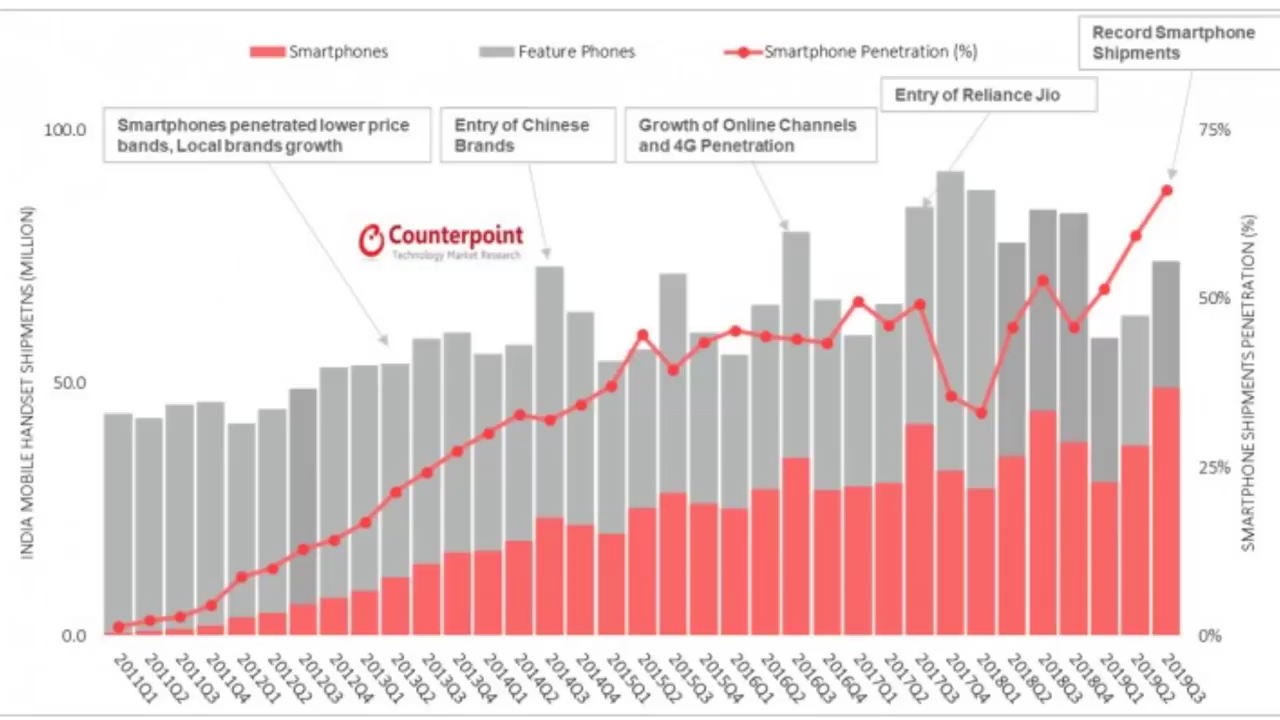 Record Smartphone
Shipments
Smartphones
Feature Phones
Smartphone Penetration (%)
Entry of Reliance Jio
Smartphones penetrated lower price
bands, Local brands growth
Entry of Chinese
Brands
Growth of Online Channels
and 4G Penetration
100.0
50.0
0.0
75%
50%
25%
0%
Counterpoint
Technology Market Research
INDIA MOBILE HANDSET SHIPMETNS (MILLION)
SMARTPHONE SHIPMENTS PENETRATION (%)
2011Q1
2011Q2
2011Q3
2011Q4
2012Q1
2012Q2
2012Q3
2012Q4
2013Q1
2013Q2
2013Q3
2013Q4
2014Q1
2014Q2
2014Q3
2014Q4
2015Q1
2015Q2
2015Q3
2015Q4
2016Q1
2016Q2
2016Q3
2016Q4
2017Q1
2017Q2
2017Q3
2017Q4
2018Q1
2018Q2
2018Q3
2018Q4
2019Q1
2019Q2
2019Q3